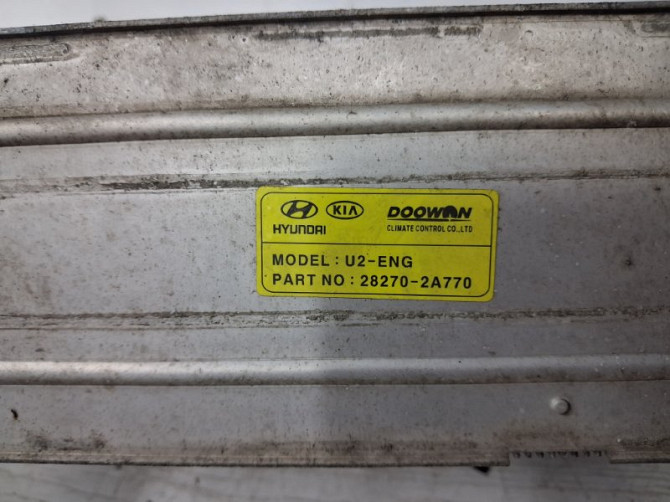 HYUNDAI KIA DOOWON
CLIMATE CONTROL CO.,LTD
MODEL : U2-ENG
PART NO : 28270-2A770